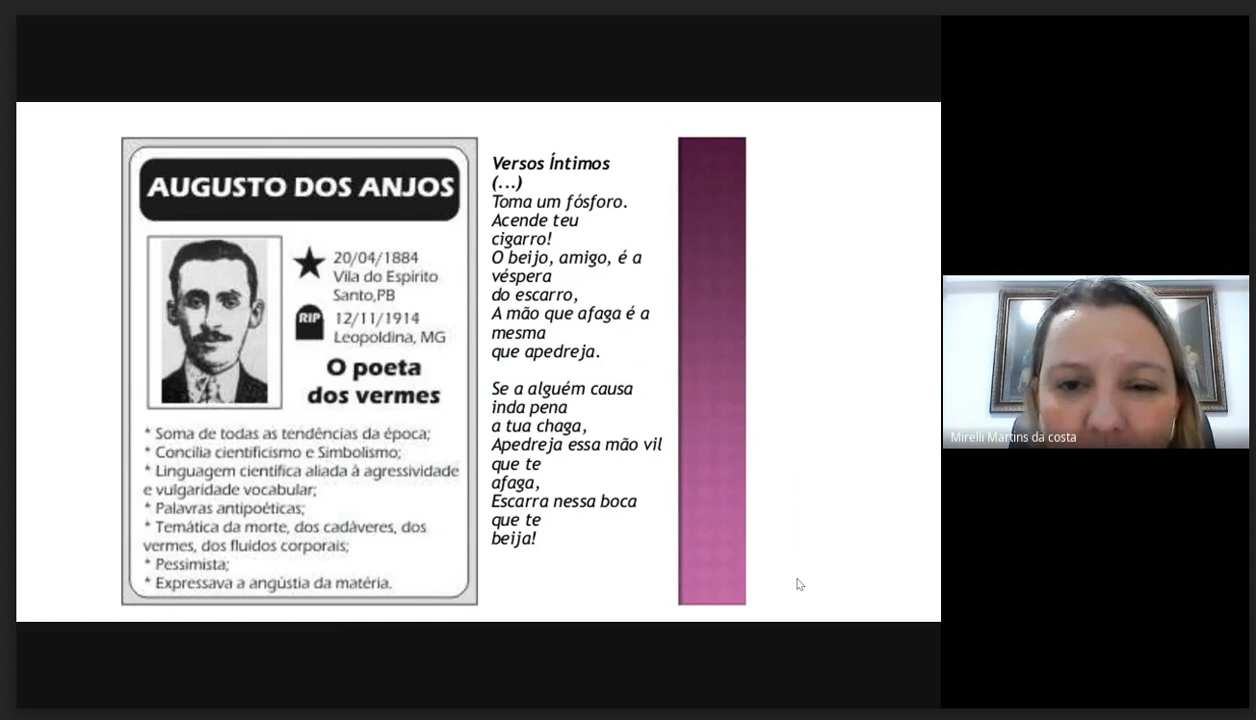 AUGUSTO DOS ANJOS
20/04/1884
Vila do Espírito
Santo,PB
RIP
12/11/1914
Leopoldina, MG
O poeta
dos vermes
* Soma de todas as tendências da época;
* Concilia cientificismo e Simbolismo;
* Linguagem científica aliada à agressividade
e vulgaridade vocabular;
* Palavras antipoéticas;
* Temática da morte, dos cadáveres, dos
vermes, dos fluidos corporais;
* Pessimista;
* Expressava a angústia da matéria.
Versos Íntimos
(...)
Toma um fósforo.
Acende teu
cigarro!
O beijo, amigo, é a
véspera
do escarro,
A mão que afaga é a
mesma
que apedreja.
Se a alguém causa
inda pena
a tua chaga,
Apedreja essa mão vil
que te
afaga,
Escarra nessa boca
que te
beija!
Mirelli Martins da costa